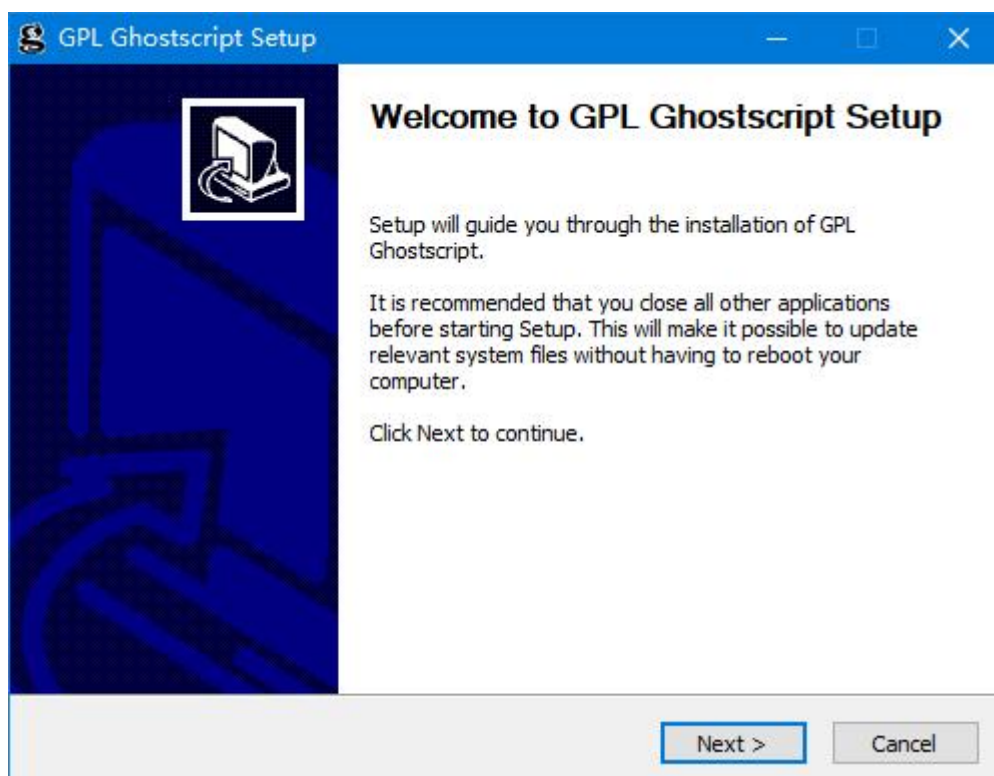 GPL Ghostscript Setup
Welcome to GPL Ghostscript Setup
Setup will guide you through the installation of GPL
Ghostscript.
It is recommended that you close all other applications
before starting Setup. This will make it possible to update
relevant system files without having to reboot your
computer.
Click Next to continue.
Next >
Cancel